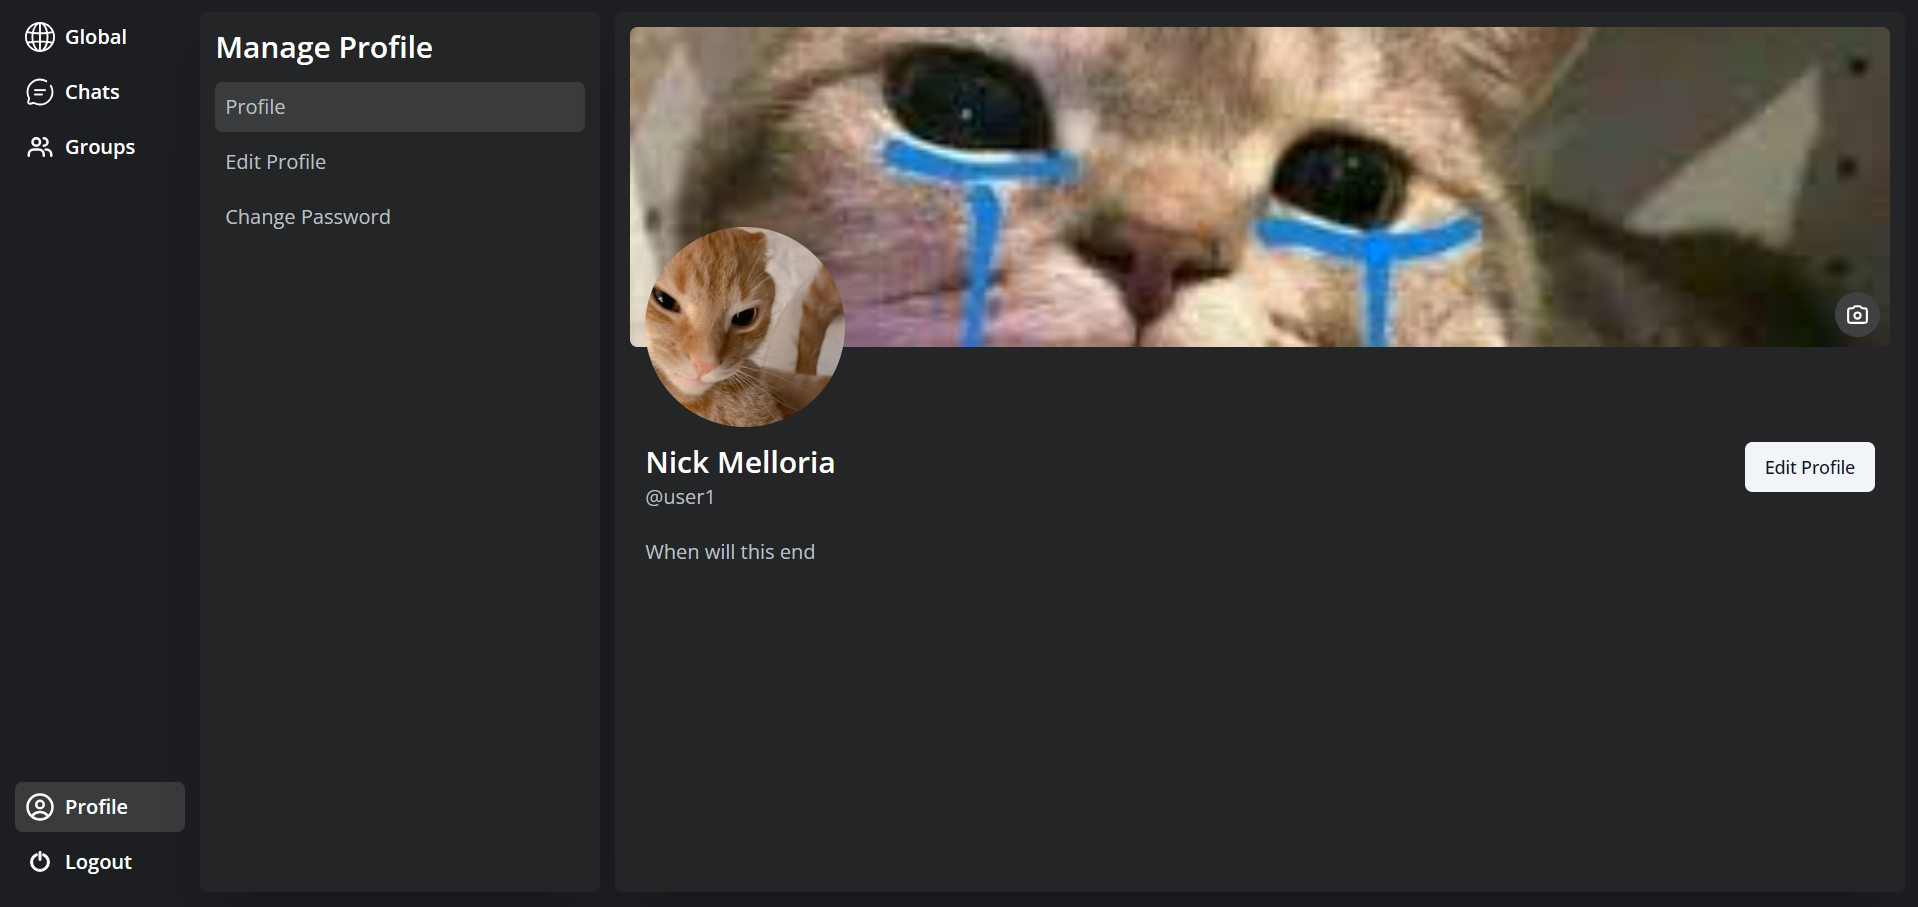 Global
Chats
Groups
Profile
Logout
Manage Profile
Profile
Edit Profile
Change Password
Nick Melloria
@user1
When will this end
Edit Profile